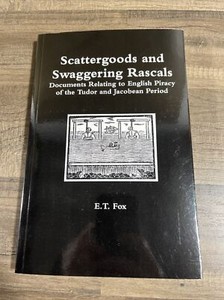 Scattergoods and
Swaggering Rascals
Documents Relating to English Piracy
of the Tudor and Jacobean Period
E.T. Fox